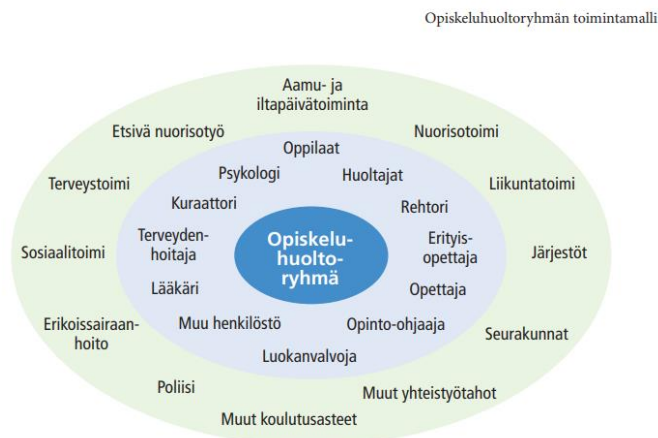 Opiskeluhuoltoryhmän toimintamalli
Aamu- ja
iltapäivätoiminta
Etsivä nuorisotyö
Nuorisotoimi
Oppilaat
Psykologi
Huoltajat
Terveystoimi
Liikuntatoimi
Kuraattori
Rehtori
Opiskelu-
huolto-
ryhmä
Terveyden-
hoitaja
Erityis-
opettaja
Sosiaalitoimi
Järjestöt
Lääkäri
Opettaja
Erikoissairaan-
hoito
Muu henkilöstö
Opinto-ohjaaja
Seurakunnat
Luokanvalvoja
Poliisi
Muut yhteistyötahot
Muut koulutusasteet